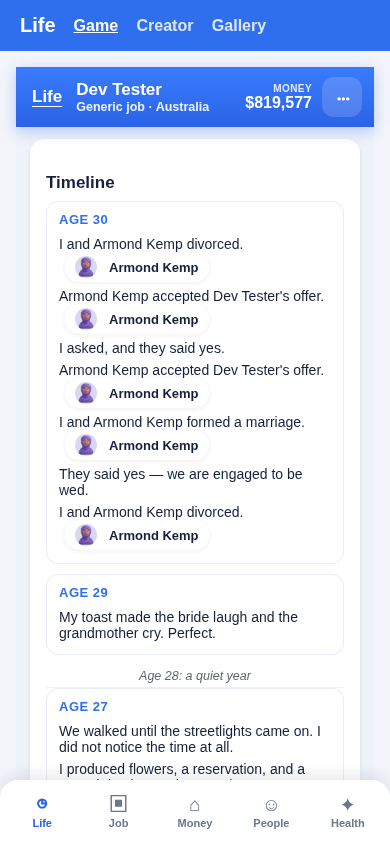 Life Game Creator Gallery
Life
Dev Tester
Generic job · Australia
MONEY
$819,577
...
Timeline
AGE 30
I and Armond Kemp divorced.
Armond Kemp
Armond Kemp accepted Dev Tester's offer.
Armond Kemp
I asked, and they said yes.
Armond Kemp accepted Dev Tester's offer.
Armond Kemp
I and Armond Kemp formed a marriage.
Armond Kemp
They said yes — we are engaged to be
wed.
I and Armond Kemp divorced.
Armond Kemp
AGE 29
My toast made the bride laugh and the
grandmother cry. Perfect.
Age 28: a quiet year
AGE 27
We walked until the streetlights came on. I
did not notice the time at all.
I produced flowers, a reservation, and a
Life Job Money People Health